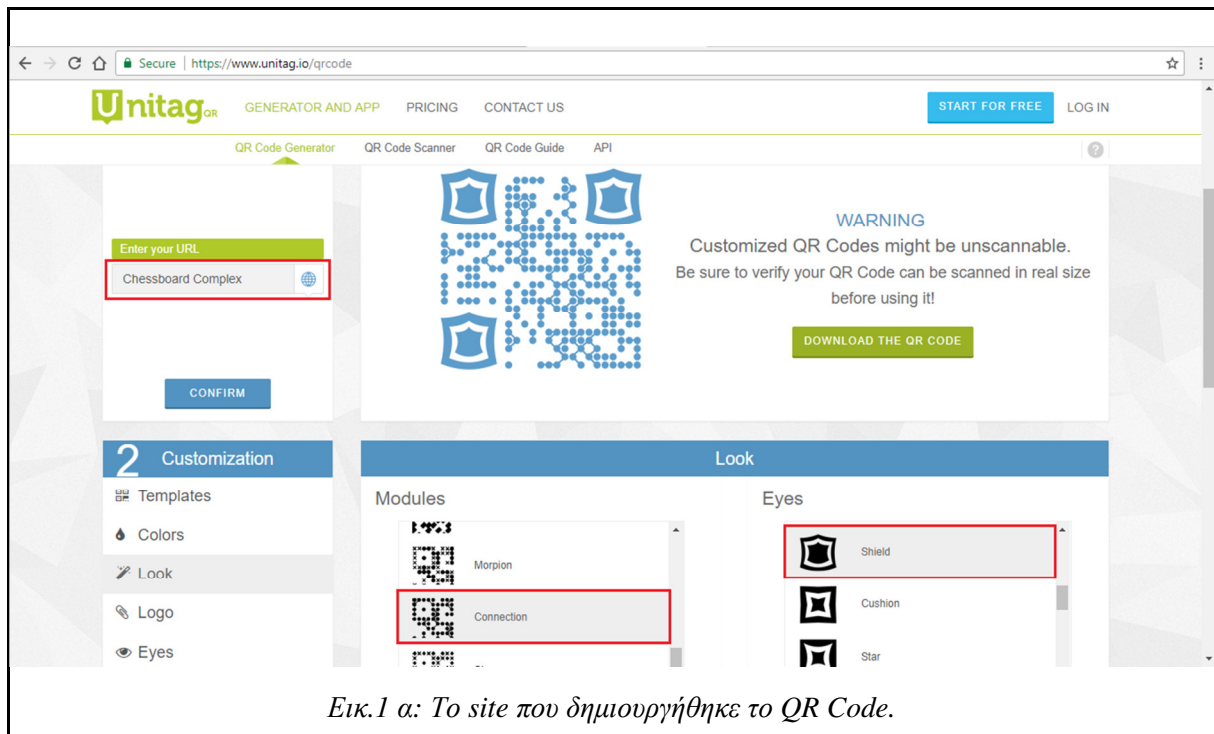 Secure | https://www.unitag.io/qrcode
Unitag QR GENERATOR AND APP PRICING CONTACT US START FOR FREE LOG IN
QR Code Generator QR Code Scanner QR Code Guide API ?
Enter your URL
Chessboard Complex
CONFIRM
WARNING
Customized QR Codes might be unscannable.
Be sure to verify your QR Code can be scanned in real size
before using it!
DOWNLOAD THE QR CODE
2 Customization
Templates
Colors
Look
Logo
Eyes
Look
Modules
Morpion
Connection
Eyes
Shield
Cushion
Star
Εικ.1 α: Το site που δημιουργήθηκε το QR Code.